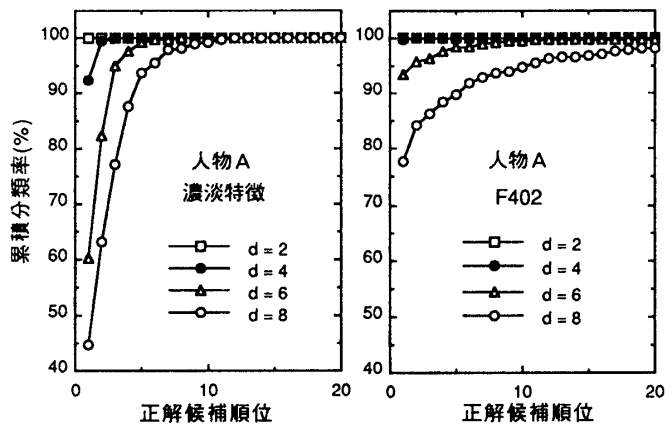 累積分類率(%)
100
90
80
70
60
50
40
人物A
濃淡特徴
d = 2
d = 4
d = 6
d = 8
0
10
20
正解候補順位
100
90
80
70
60
50
40
人物A
F402
d = 2
d = 4
d = 6
d = 8
0
10
20
正解候補順位